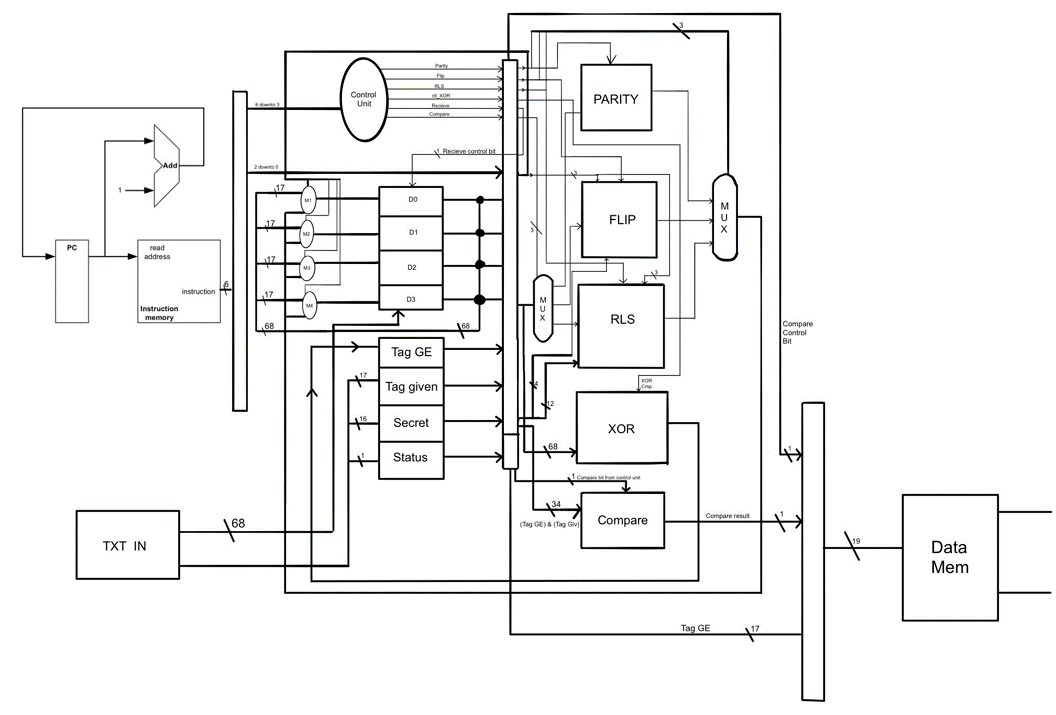 3
Parity
Flip
RLS
ctl_XOR
Recieve
Compare
Control
Unit
PARITY
6 downto 3
1 Recieve control bit
2 downto 0
Add
1
3
17
M1
D0
17
M2
D1
17
M3
D2
17
M4
D3
3
FLIP
M
U
X
PC
read
address
instruction
6
Instruction
memory
3
M
U
X
RLS
68
68
Compare
Control
Bit
Tag GE
17
Tag given
16
Secret
1
Status
4
12
XOR
Cmp
XOR
68
1
1 Compare bit from control unit
34
(Tag GE) & (Tag Giv)
Compare
Compare result
1
TXT IN
68
19
Data
Mem
Tag GE
17